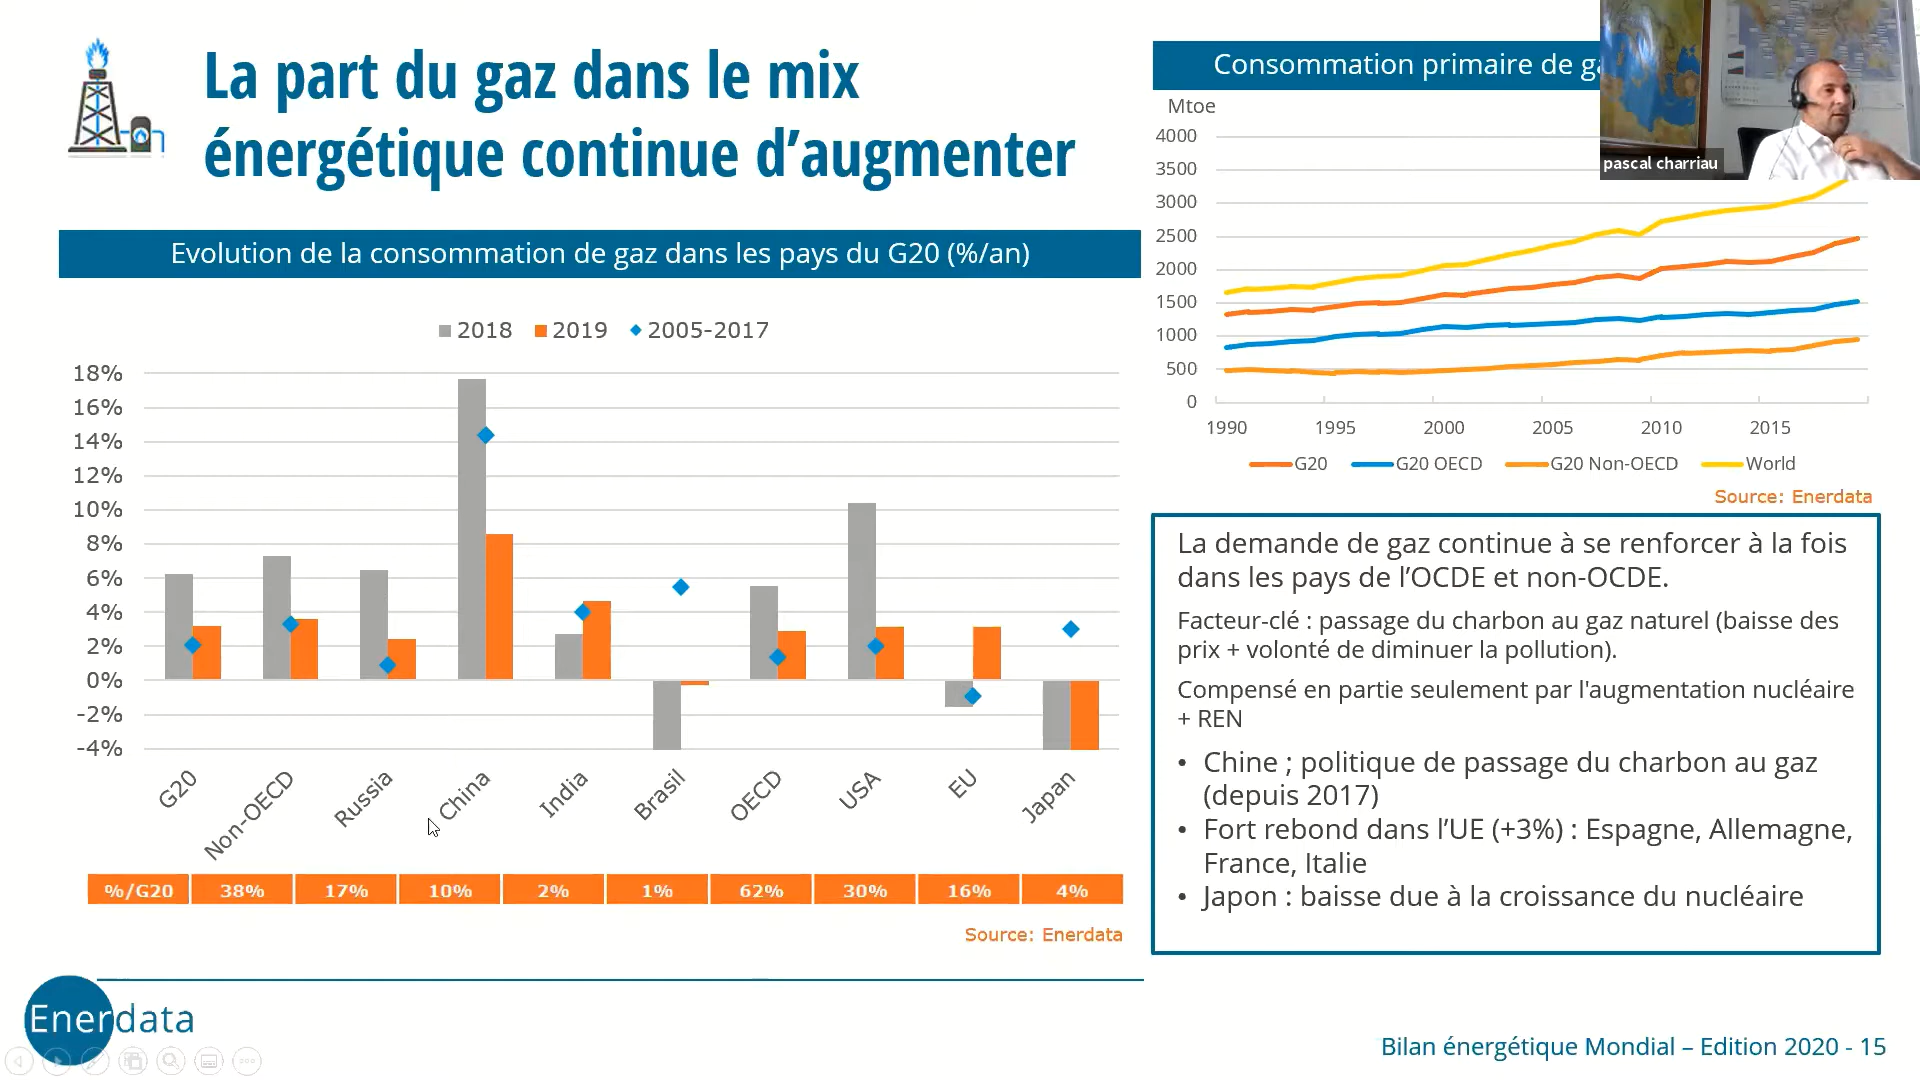 La part du gaz dans le mix
énergétique continue d’augmenter
Evolution de la consommation de gaz dans les pays du G20 (%/an)
2018 2019 2005-2017
18%
16%
14%
12%
10%
8%
6%
4%
2%
0%
-2%
-4%
G20 Non-OECD Russia China India Brasil OECD USA EU Japan
%/G20 38% 17% 10% 2% 1% 62% 30% 16% 4%
Source: Enerdata
Consommation primaire de
Mtoe
4000
3500
3000
2500
2000
1500
1000
500
0
1990 1995 2000 2005 2010 2015
G20 G20 OECD G20 Non-OECD World
Source: Enerdata
pascal charriau
La demande de gaz continue à se renforcer à la fois
dans les pays de l’OCDE et non-OCDE.
Facteur-clé : passage du charbon au gaz naturel (baisse des
prix + volonté de diminuer la pollution).
Compensé en partie seulement par l'augmentation nucléaire
+ REN
• Chine ; politique de passage du charbon au gaz
(depuis 2017)
• Fort rebond dans l’UE (+3%) : Espagne, Allemagne,
France, Italie
• Japon : baisse due à la croissance du nucléaire
Enerdata
Bilan énergétique Mondial – Edition 2020 - 15